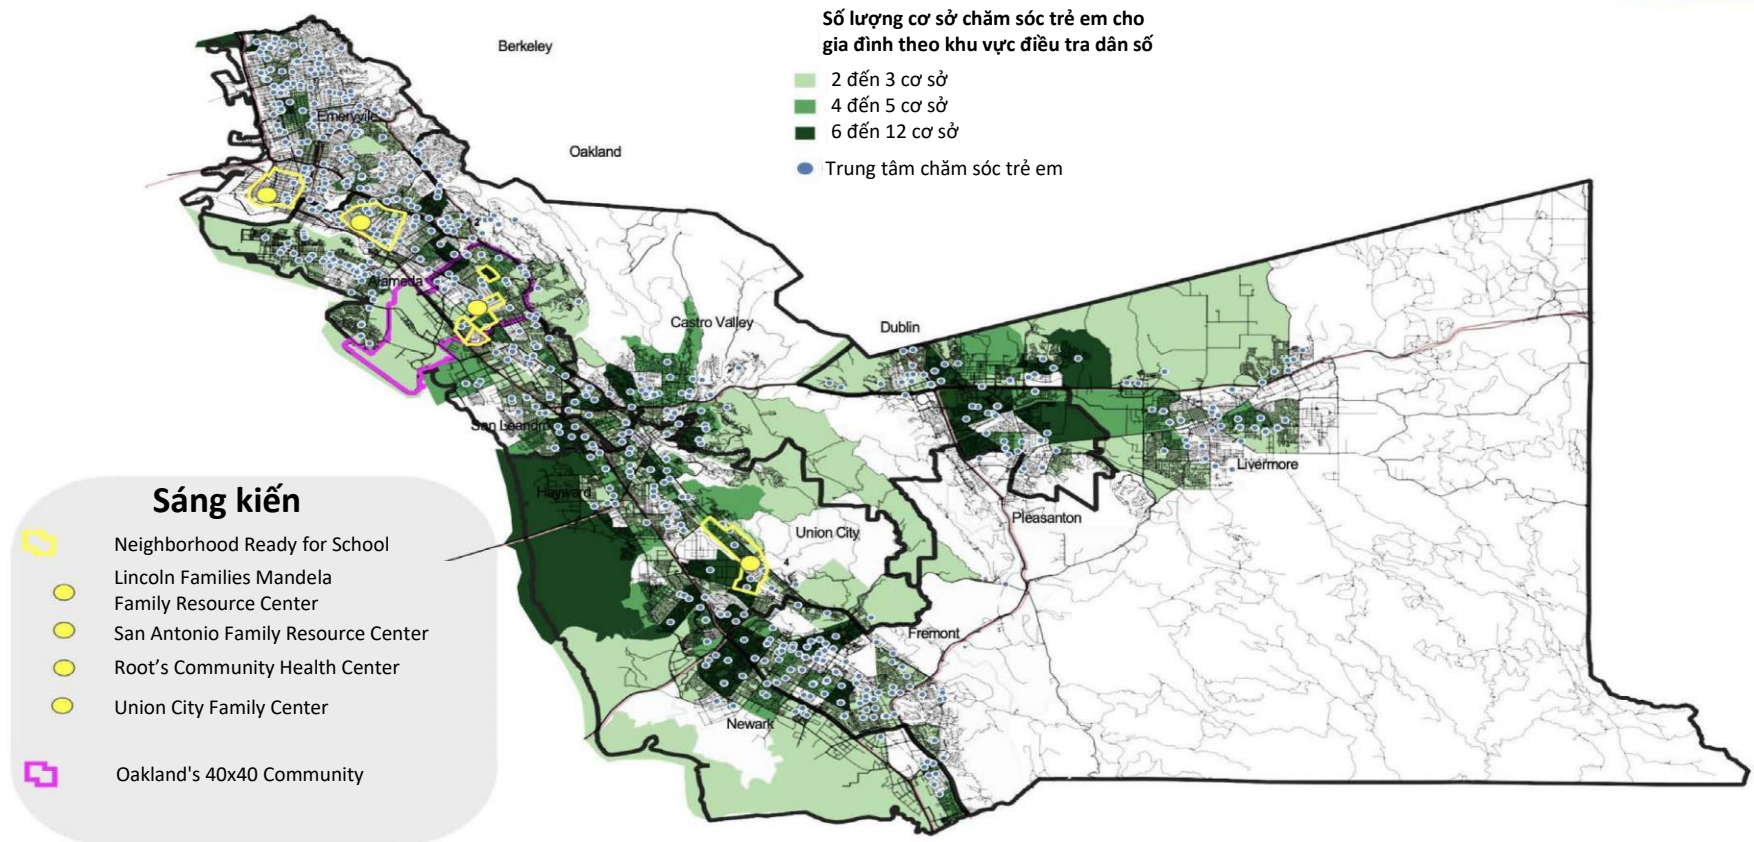 Số lượng cơ sở chăm sóc trẻ em cho
gia đình theo khu vực điều tra dân số
2 đến 3 cơ sở
4 đến 5 cơ sở
6 đến 12 cơ sở
Trung tâm chăm sóc trẻ em
Berkeley
Emeryville
Oakland
2
Alameda
Castro Valley
Dublin
San Leandro
Livermore
Hayward
Pleasanton
Union City
4
Fremont
Newark
Sáng kiến
Neighborhood Ready for School
Lincoln Families Mandela
Family Resource Center
San Antonio Family Resource Center
Root's Community Health Center
Union City Family Center
Oakland's 40x40 Community